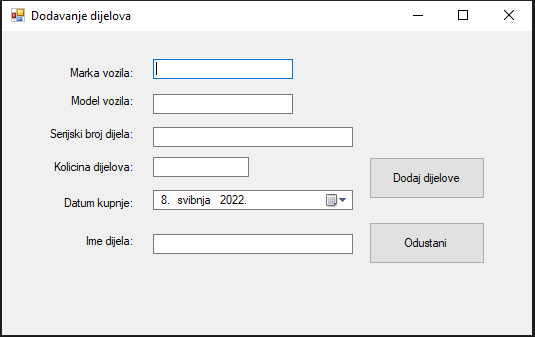 Dodavanje dijelova
Marka vozila:
Model vozila:
Serijski broj dijela:
Kolicina dijelova:
Dodaj dijelove
Datum kupnje: 8. svibnja 2022.
Ime dijela:
Odustani